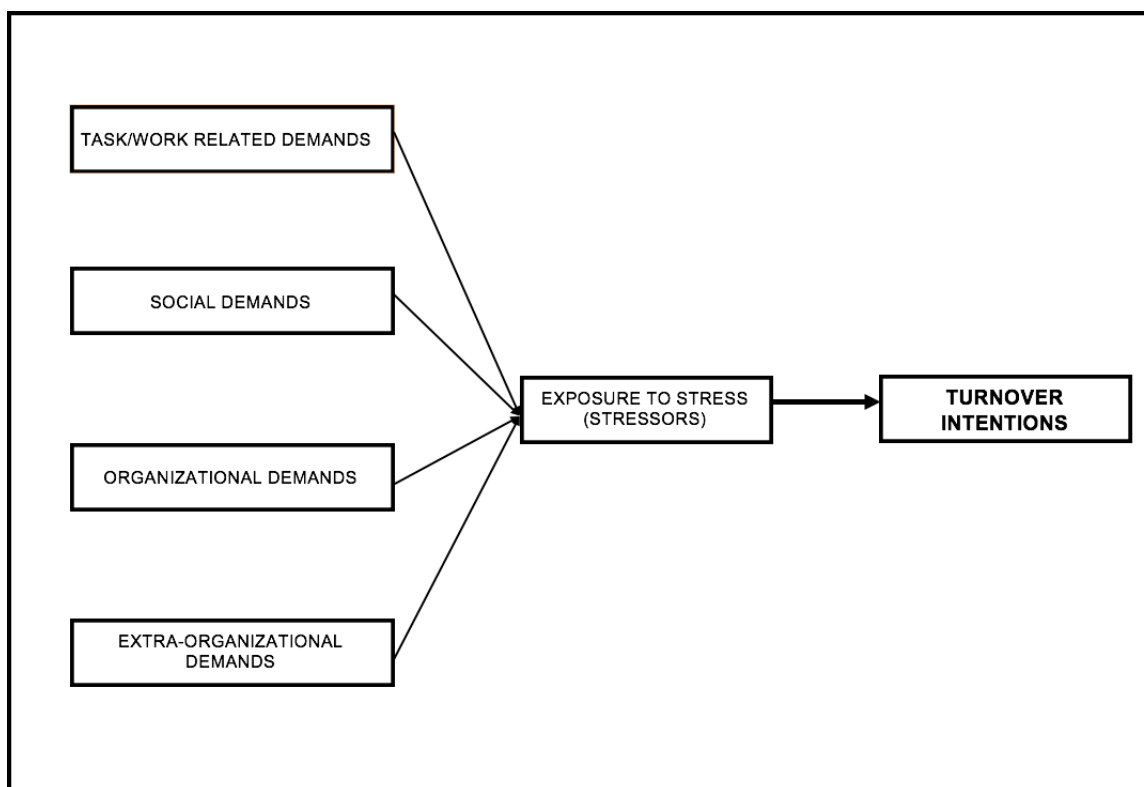 TASK/WORK RELATED DEMANDS
SOCIAL DEMANDS
ORGANIZATIONAL DEMANDS
EXTRA-ORGANIZATIONAL
DEMANDS
EXPOSURE TO STRESS
(STRESSORS)
TURNOVER
INTENTIONS